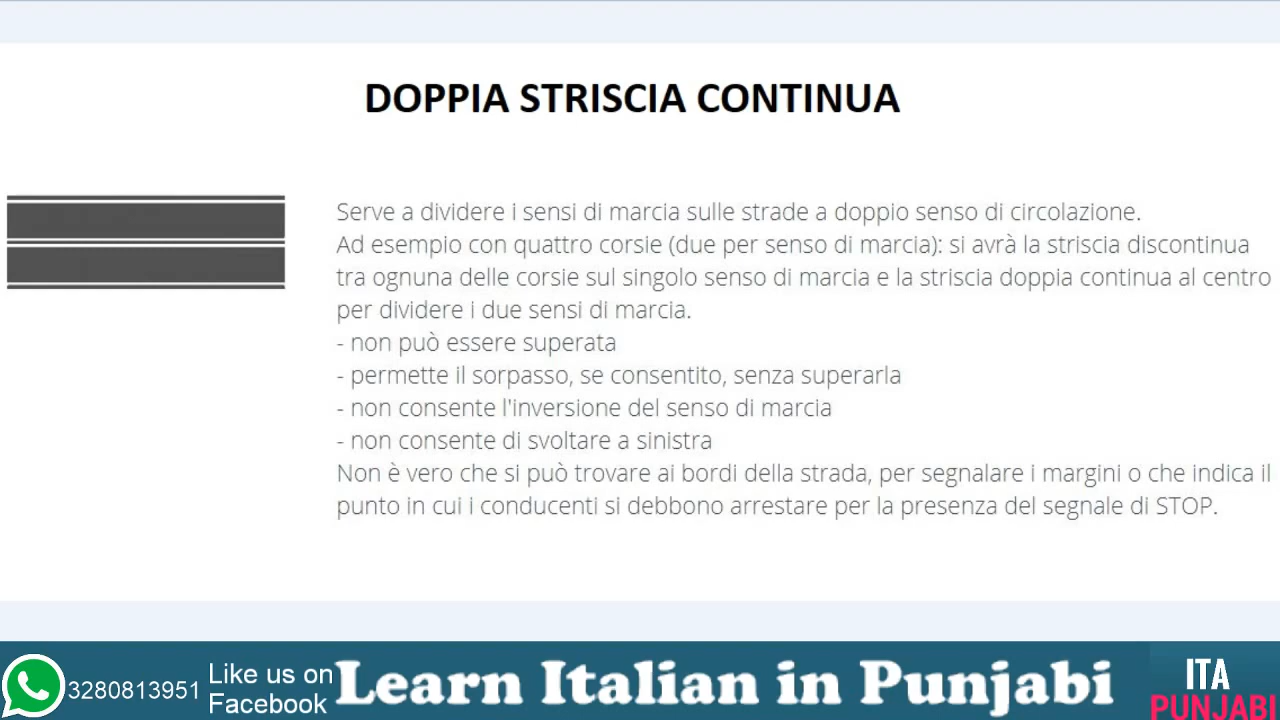 DOPPIA STRISCIA CONTINUA
Serve a dividere i sensi di marcia sulle strade a doppio senso di circolazione.
Ad esempio con quattro corsie (due per senso di marcia): si avrà la striscia discontinua
tra ognuna delle corsie sul singolo senso di marcia e la striscia doppia continua al centro
per dividere i due sensi di marcia.
- non può essere superata
- permette il sorpasso, se consentito, senza superarla
- non consente l'inversione del senso di marcia
- non consente di svoltare a sinistra
Non è vero che si può trovare ai bordi della strada, per segnalare i margini o che indica il
punto in cui i conducenti si debbono arrestare per la presenza del segnale di STOP.
3280813951
Like us on
Facebook
Learn Italian in Punjabi
ITA
PUNJABI